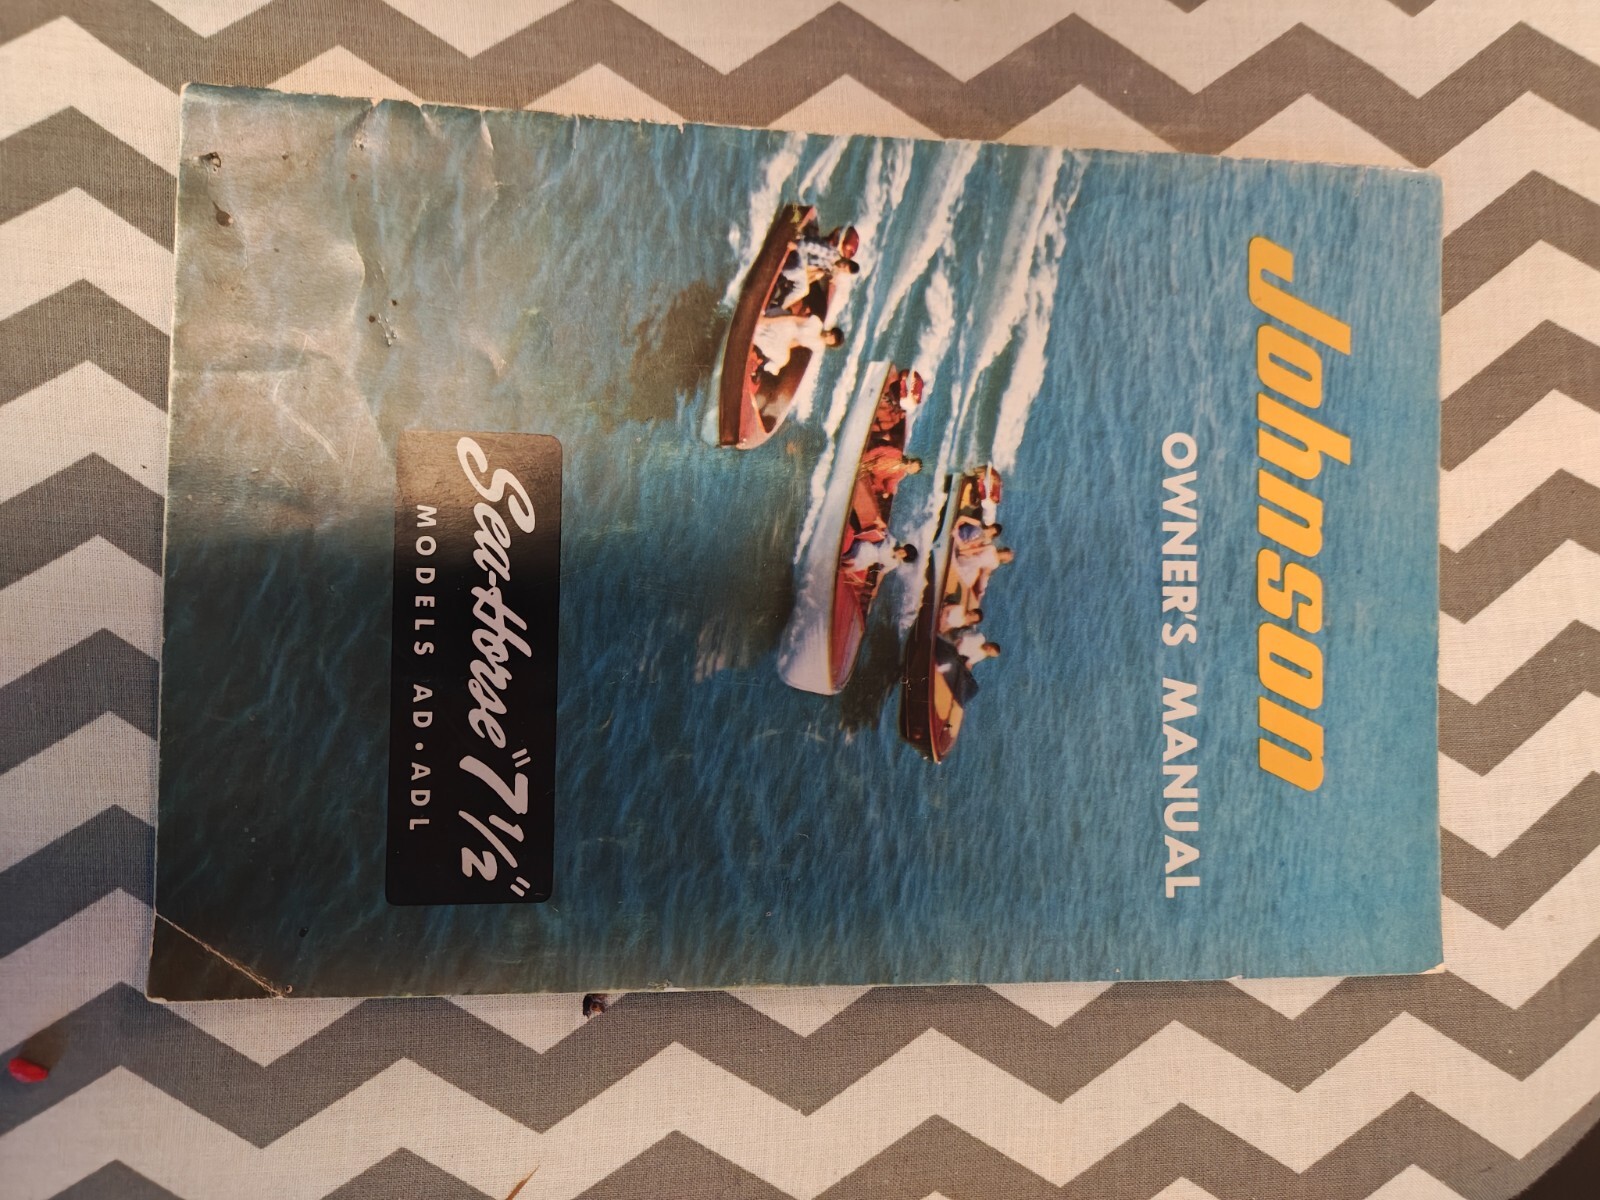 Johnson
OWNER'S MANUAL
Sea-Horse "7½"
MODELS AD•ADL